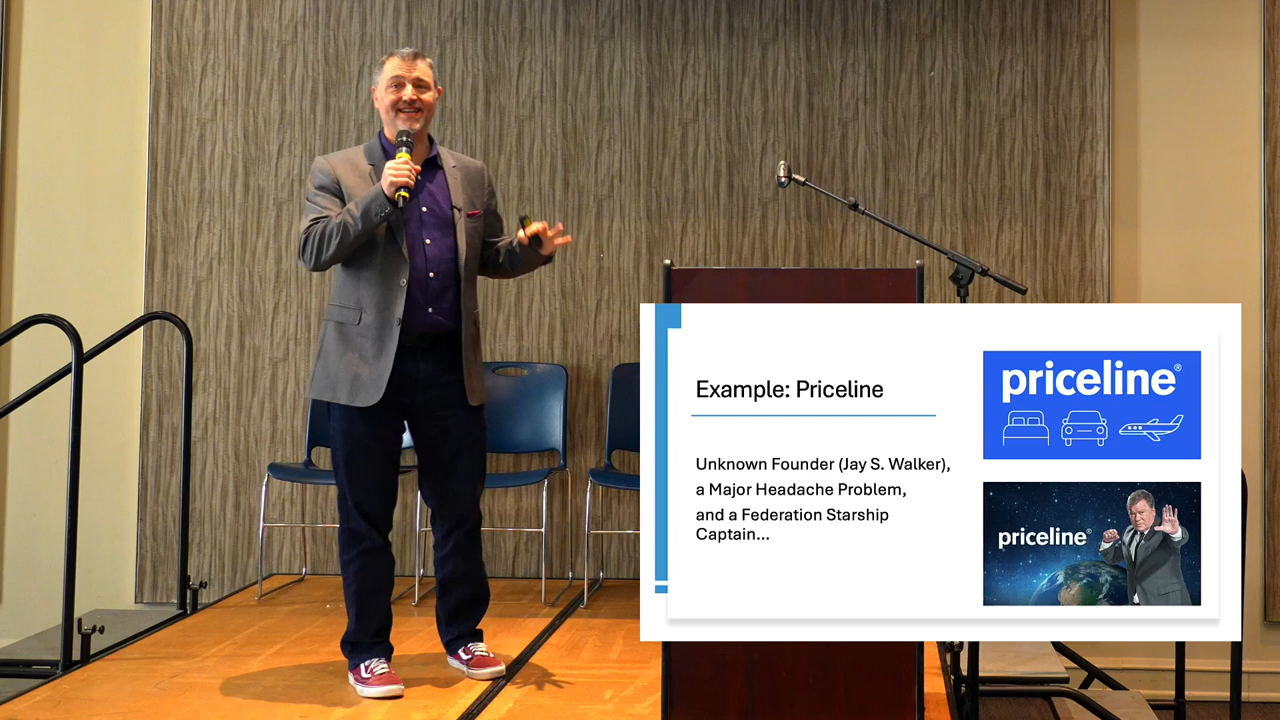 Example: Priceline
Unknown Founder (Jay S. Walker),
a Major Headache Problem,
and a Federation Starship
Captain...
priceline®
priceline®